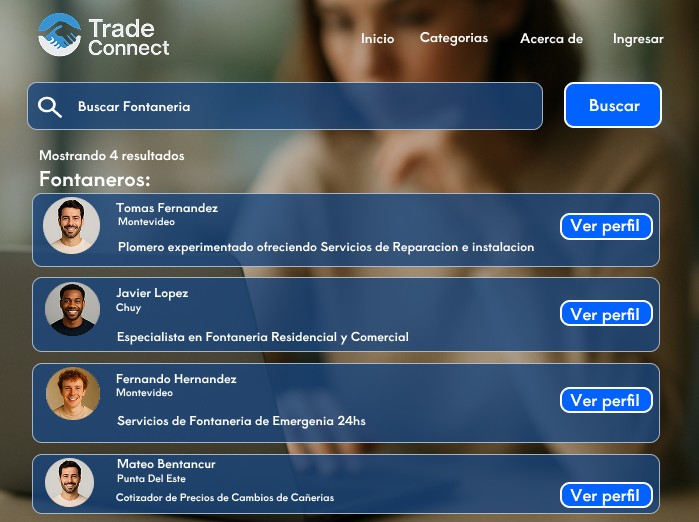 Trade
Connect
Inicio Categorias Acerca de Ingresar
Buscar Fontaneria Buscar
Mostrando 4 resultados
Fontaneros:
Tomas Fernandez
Montevideo
Ver perfil
Plomero experimentado ofreciendo Servicios de Reparacion e instalacion
Javier Lopez
Chuy
Ver perfil
Especialista en Fontaneria Residencial y Comercial
Fernando Hernandez
Montevideo
Ver perfil
Servicios de Fontaneria de Emergenia 24hs
Mateo Bentancur
Punta Del Este
Cotizador de Precios de Cambios de Cañerias
Ver perfil